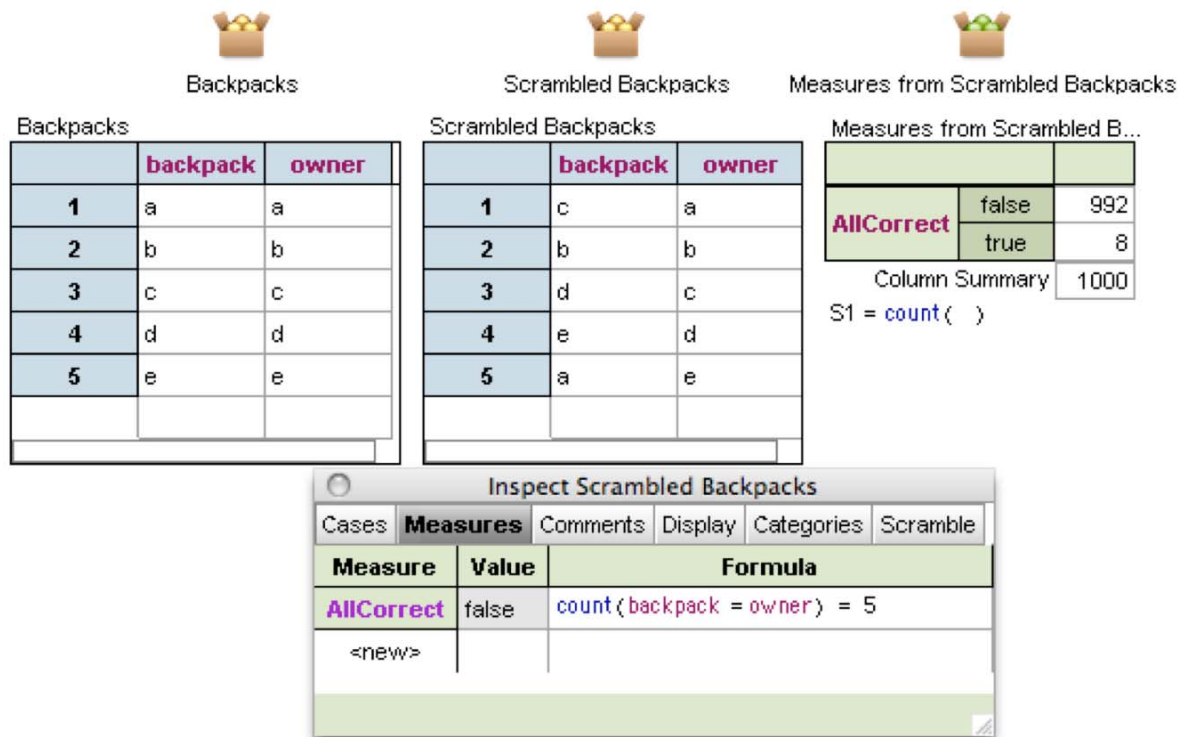 Backpacks
Scrambled Backpacks
Measures from Scrambled Backpacks
Backpacks
backpack owner
1 a a
2 b b
3 c c
4 d d
5 e e
Scrambled Backpacks
backpack owner
1 c a
2 b b
3 d c
4 e d
5 a e
Measures from Scrambled B...
AllCorrect false 992
true 8
Column Summary 1000
S1 = count( )
Inspect Scrambled Backpacks
Cases Measures Comments Display Categories Scramble
Measure Value Formula
AllCorrect false count(backpack = owner) = 5
<new>